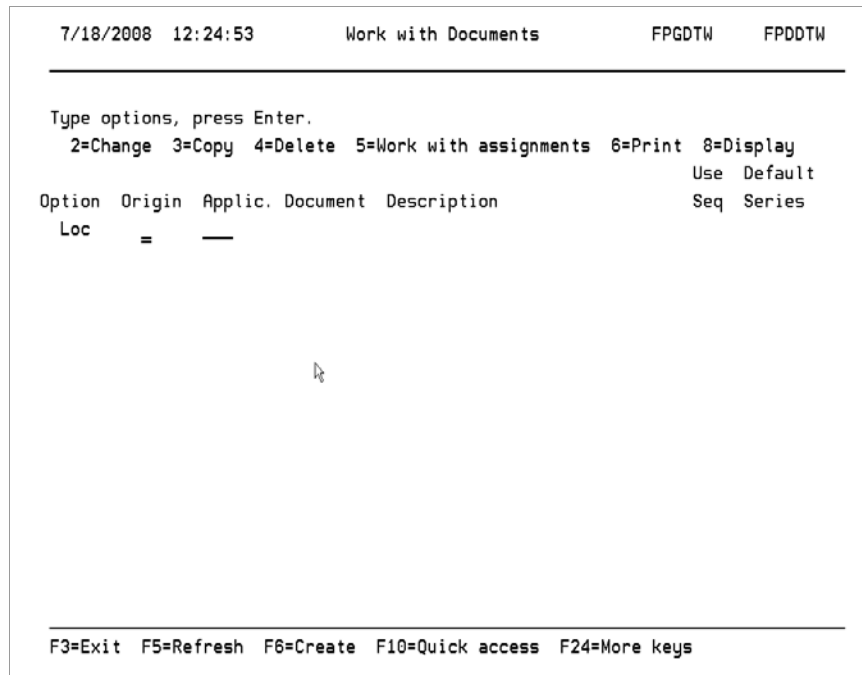 7/18/2008 12:24:53 Work with Documents FPGDTW FPDDTW
Type options, press Enter.
2=Change 3=Copy 4=Delete 5=Work with assignments 6=Print 8=Display
Use Default
Option Origin Applic. Document Description Seq Series
Loc = ___
F3=Exit F5=Refresh F6=Create F10=Quick access F24=More keys